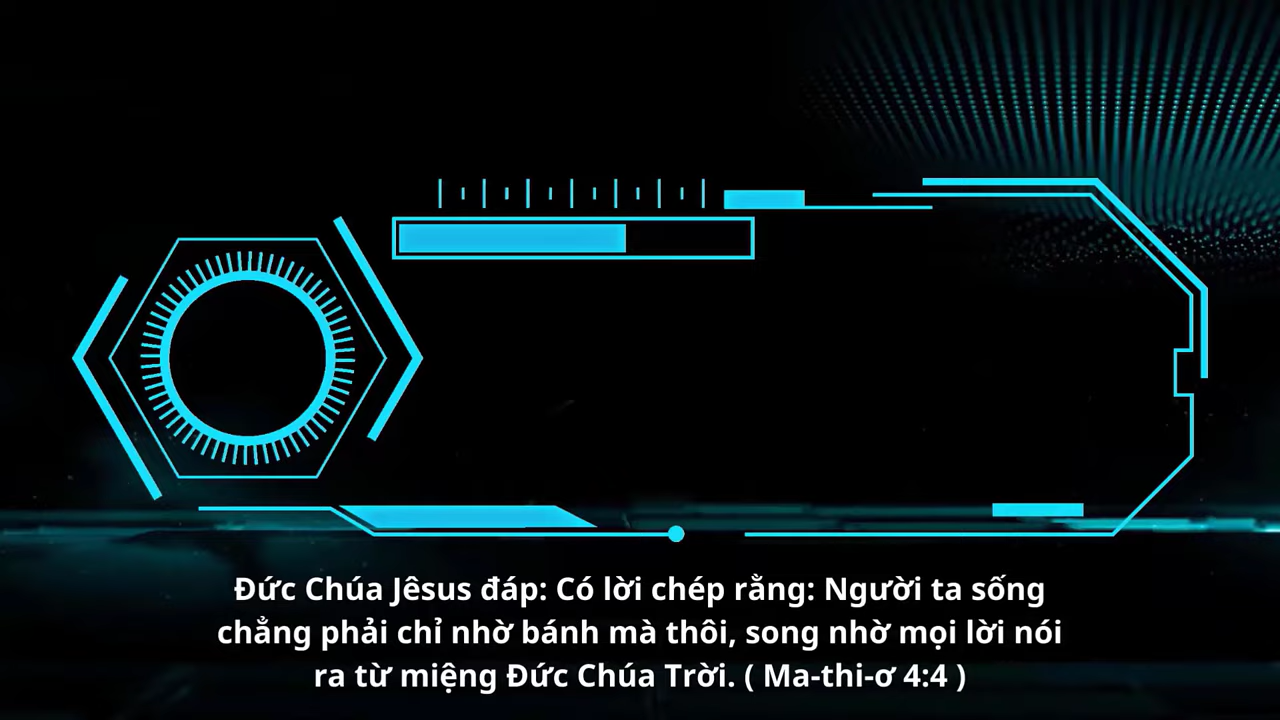 Đức Chúa Jêsus đáp: Có lời chép rằng: Người ta sống
chẳng phải chỉ nhờ bánh mà thôi, song nhờ mọi lời nói
ra từ miệng Đức Chúa Trời. ( Ma-thi-ơ 4:4 )